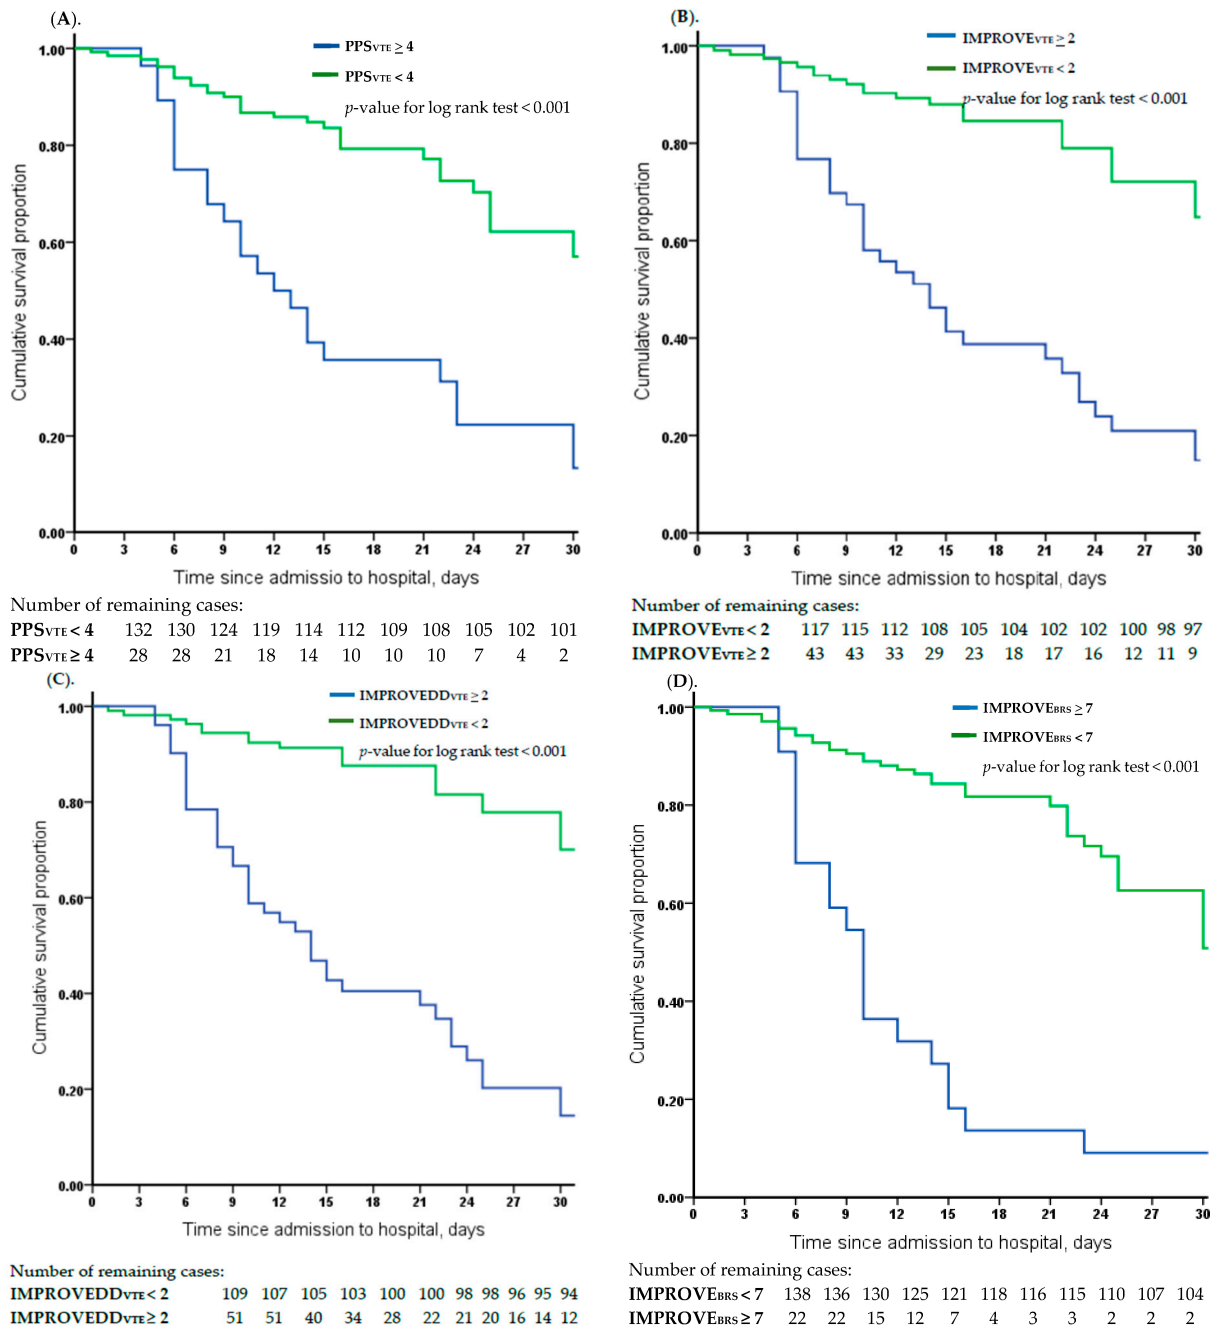 (A).
PPSVTE ≥ 4
PPSVTE < 4
p-value for log rank test < 0.001
Cumulative survival proportion
1.00
0.80
0.60
0.40
0.20
0.00
0 3 6 9 12 15 18 21 24 27 30
Time since admissio to hospital, days
Number of remaining cases:
PPSVTE < 4 132 130 124 119 114 112 109 108 105 102 101
PPSVTE ≥ 4 28 28 21 18 14 10 10 10 7 4 2
(B).
IMPROVEVTE ≥ 2
IMPROVEVTE < 2
p-value for log rank test < 0.001
Cumulative survival proportion
1.00
0.80
0.60
0.40
0.20
0.00
0 3 6 9 12 15 18 21 24 27 30
Time since admission to hospital, days
Number of remaining cases:
IMPROVEVTE < 2 117 115 112 108 105 104 102 102 100 98 97
IMPROVEVTE ≥ 2 43 43 33 29 23 18 17 16 12 11 9
(C).
IMPROVEDDVTE ≥ 2
IMPROVEDDVTE < 2
p-value for log rank test < 0.001
Cumulative survival proportion
1.00
0.80
0.60
0.40
0.20
0.00
0 3 6 9 12 15 18 21 24 27 30
Time since admission to hospital, days
Number of remaining cases:
IMPROVEDDVTE < 2 109 107 105 103 100 100 98 98 96 95 94
IMPROVEDDVTE ≥ 2 51 51 40 34 28 22 21 20 16 14 12
(D).
IMPROVEBRS ≥ 7
IMPROVEBRS < 7
p-value for log rank test < 0.001
Cumulative survival proportion
1.00
0.80
0.60
0.40
0.20
0.00
0 3 6 9 12 15 18 21 24 27 30
Time since admission to hospital, days
Number of remaining cases:
IMPROVEBRS < 7 138 136 130 125 121 118 116 115 110 107 104
IMPROVEBRS ≥ 7 22 22 15 12 7 4 3 3 2 2 2